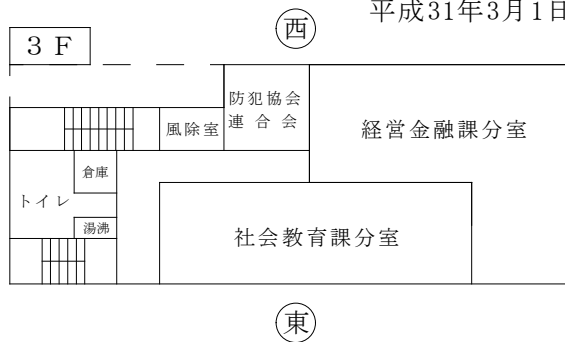 平成31年3月1日
西
3 F
防犯協会
連合会
風除室
経営金融課分室
倉庫
トイレ
湯沸
社会教育課分室
東